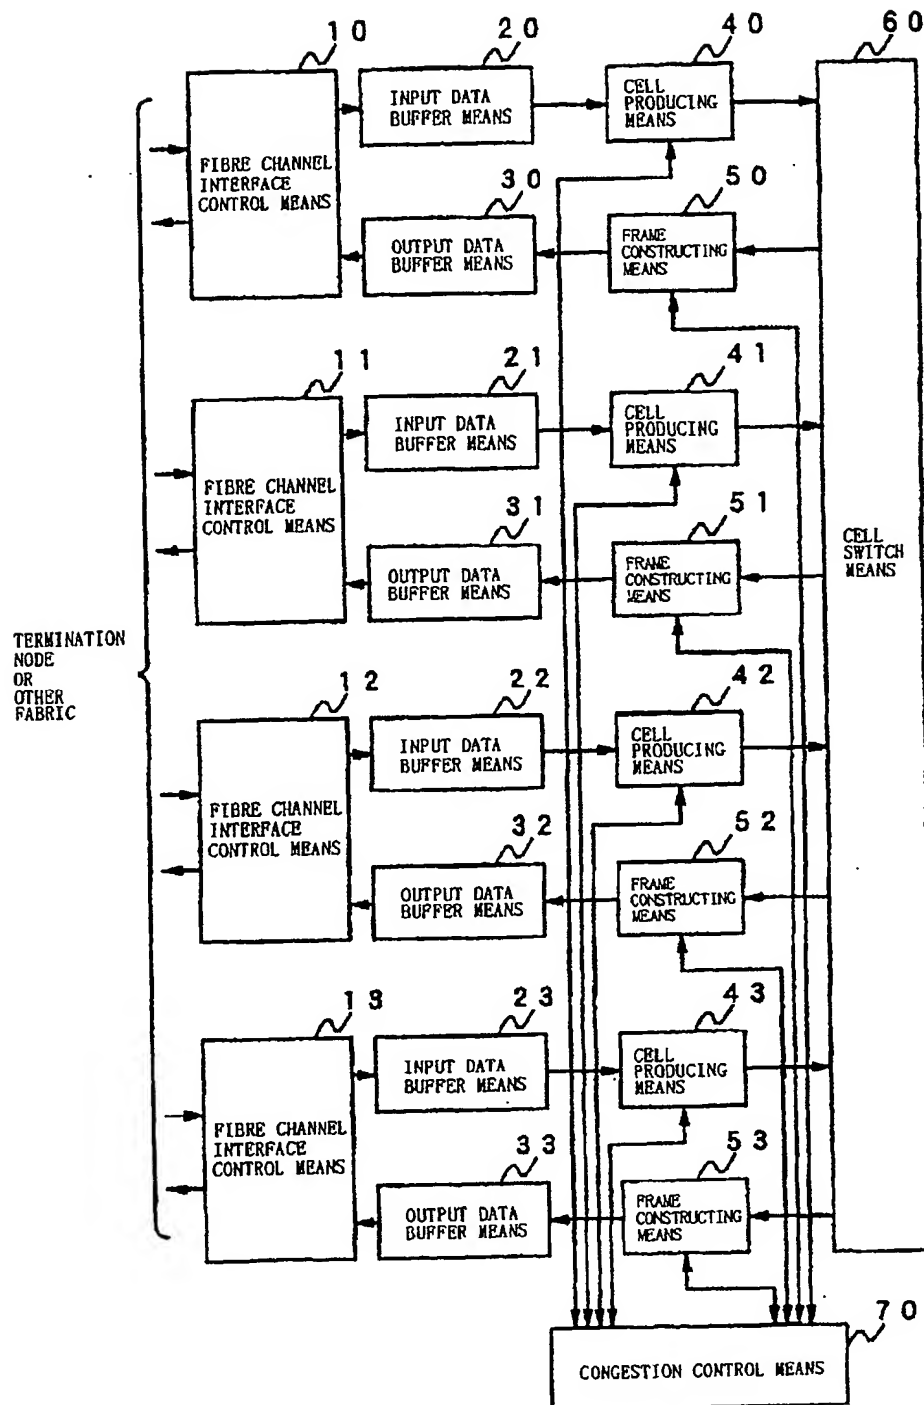 10
20
40
60
FIBRE CHANNEL
INTERFACE
CONTROL MEANS
INPUT DATA
BUFFER MEANS
CELL
PRODUCING
MEANS
30
50
OUTPUT DATA
BUFFER MEANS
FRAME
CONSTRUCTING
MEANS
11
21
41
FIBRE CHANNEL
INTERFACE
CONTROL MEANS
INPUT DATA
BUFFER MEANS
CELL
PRODUCING
MEANS
31
51
OUTPUT DATA
BUFFER MEANS
FRAME
CONSTRUCTING
MEANS
CELL
SWITCH
MEANS
TERMINATION
NODE
OR
OTHER
FABRIC
12
22
42
FIBRE CHANNEL
INTERFACE
CONTROL MEANS
INPUT DATA
BUFFER MEANS
CELL
PRODUCING
MEANS
32
52
OUTPUT DATA
BUFFER MEANS
FRAME
CONSTRUCTING
MEANS
13
23
43
FIBRE CHANNEL
INTERFACE
CONTROL MEANS
INPUT DATA
BUFFER MEANS
CELL
PRODUCING
MEANS
33
53
OUTPUT DATA
BUFFER MEANS
FRAME
CONSTRUCTING
MEANS
70
CONGESTION CONTROL MEANS